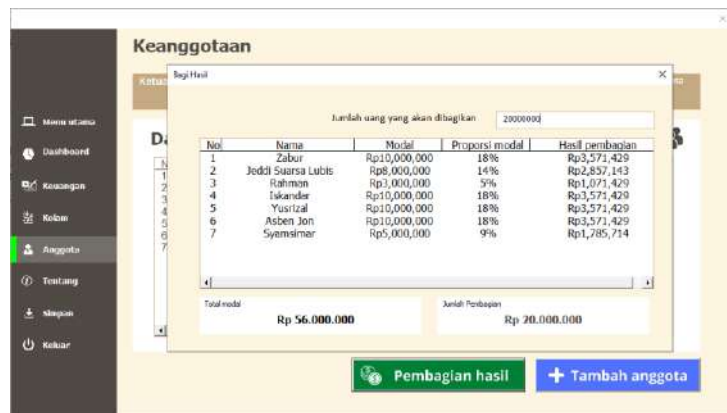 Keanggotaan
Menu utama
Dashboard
Keuangan
Kolam
Anggota
Tentang
simpan
Keluar
Bagi Hasil
Jumlah uang yang akan dibagikan 20000000
No Nama Modal Proporsi modal Hasil pembagian
1 Zabur Rp10,000,000 18% Rp3,571,429
2 Jeddi Suarsa Lubis Rp8,000,000 14% Rp2,857,143
3 Rahman Rp3,000,000 5% Rp1,071,429
4 Iskandar Rp10,000,000 18% Rp3,571,429
5 Yusrizal Rp10,000,000 18% Rp3,571,429
6 Asben Jon Rp10,000,000 18% Rp3,571,429
7 Syamsimar Rp5,000,000 9% Rp1,785,714
Total modal
Rp 56.000.000
Jumlah Pembagian
Rp 20.000.000
Pembagian hasil
Tambah anggota